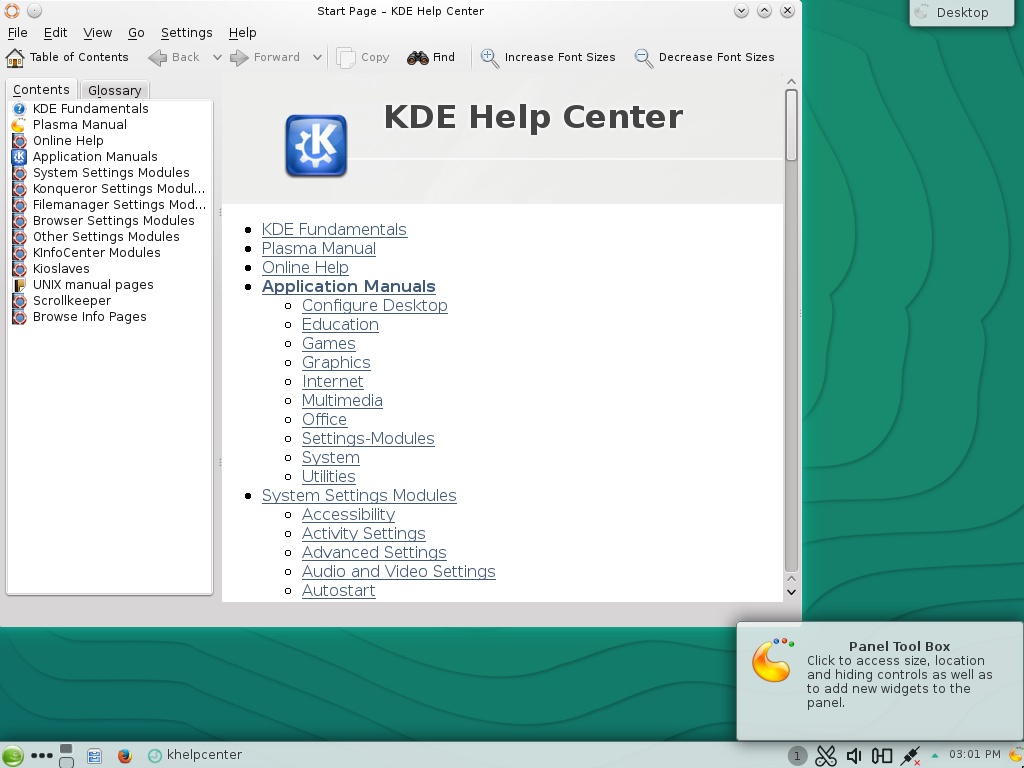 Start Page – KDE Help Center
Desktop
File Edit View Go Settings Help
Table of Contents Back Forward Copy Find Increase Font Sizes Decrease Font Sizes
Contents Glossary
KDE Fundamentals
Plasma Manual
Online Help
Application Manuals
System Settings Modules
Konqueror Settings Modul...
Filemanager Settings Mod...
Browser Settings Modules
Other Settings Modules
KInfoCenter Modules
Kioslaves
UNIX manual pages
Scrollkeeper
Browse Info Pages
KDE Help Center
KDE Fundamentals
Plasma Manual
Online Help
Application Manuals
Configure Desktop
Education
Games
Graphics
Internet
Multimedia
Office
Settings-Modules
System
Utilities
System Settings Modules
Accessibility
Activity Settings
Advanced Settings
Audio and Video Settings
Autostart
Panel Tool Box
Click to access size, location
and hiding controls as well as
to add new widgets to the
panel.
khelpcenter
1
03:01 PM